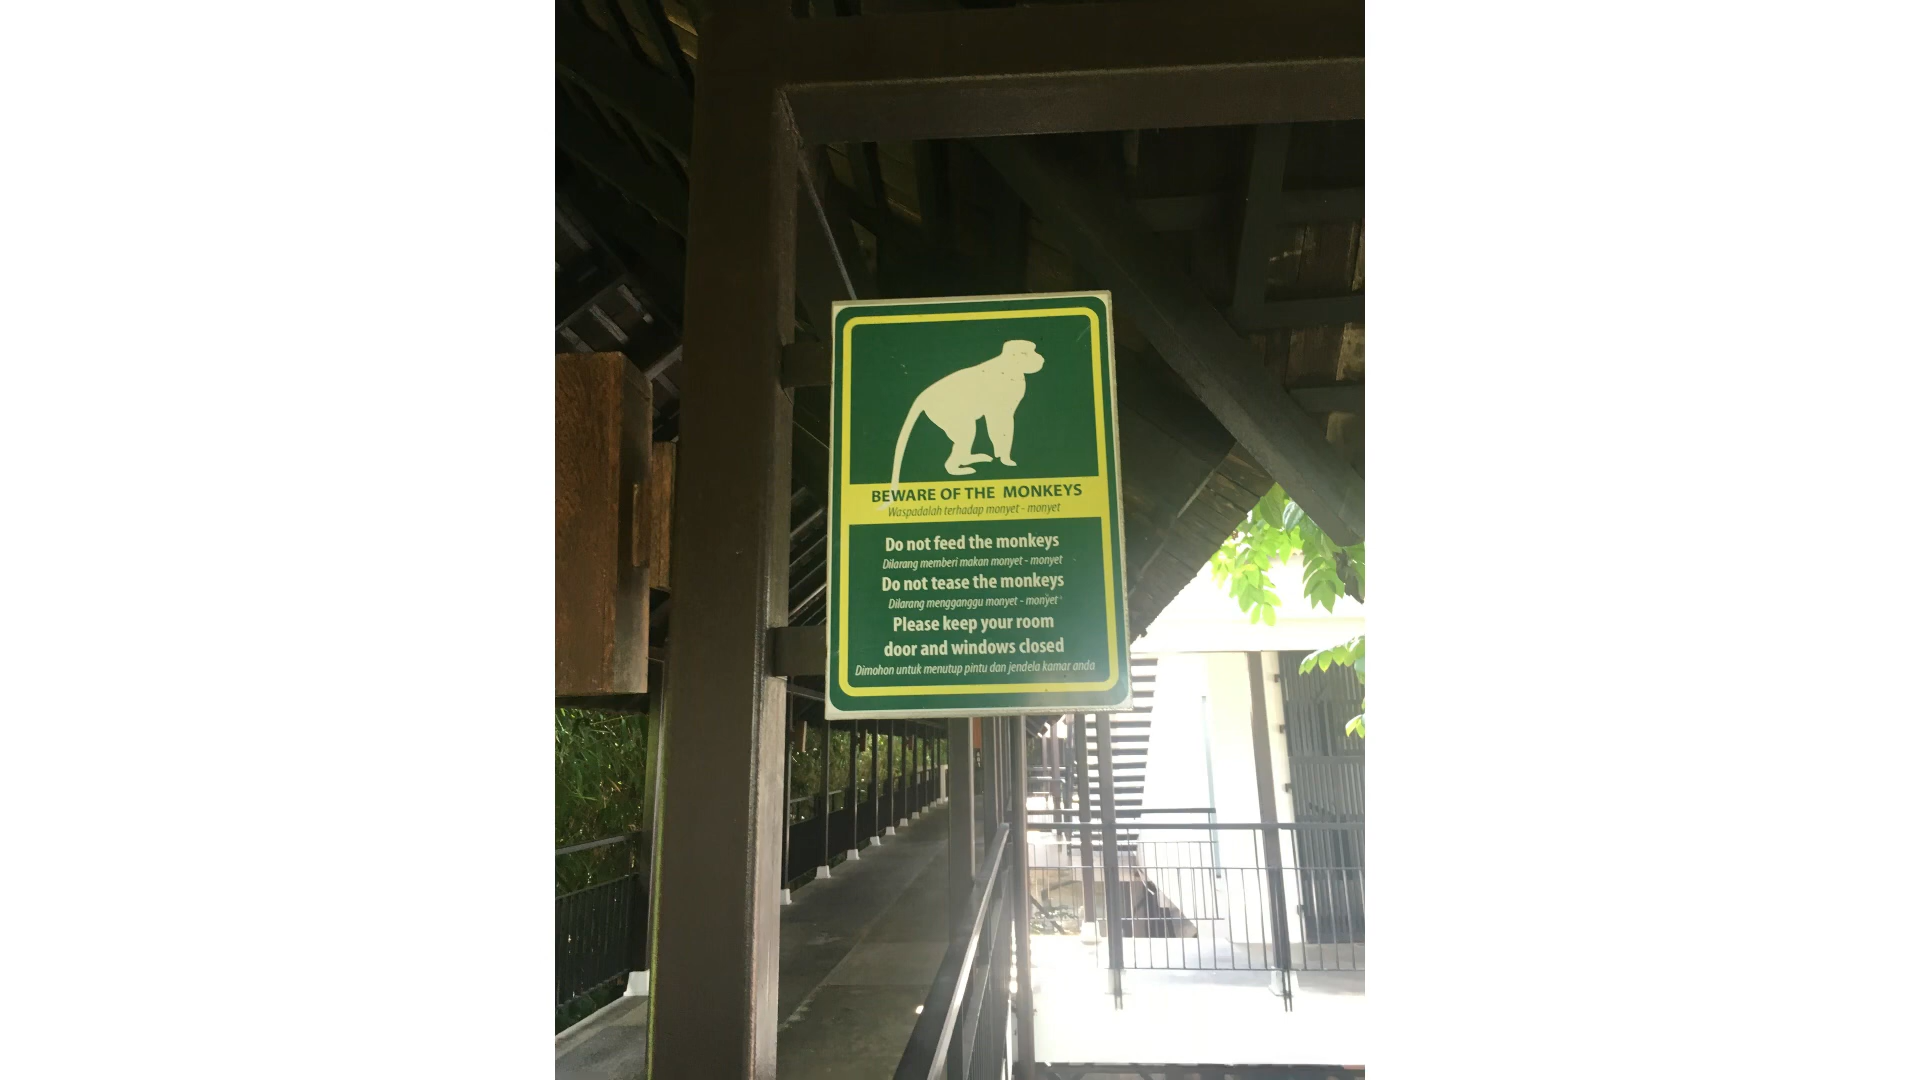 BEWARE OF THE MONKEYS
Waspadalah terhadap monyet - monyet
Do not feed the monkeys
Dilarang memberi makan monyet - monyet
Do not tease the monkeys
Dilarang mengganggu monyet - monyet
Please keep your room
door and windows closed
Dimohon untuk menutup pintu dan jendela kamar anda